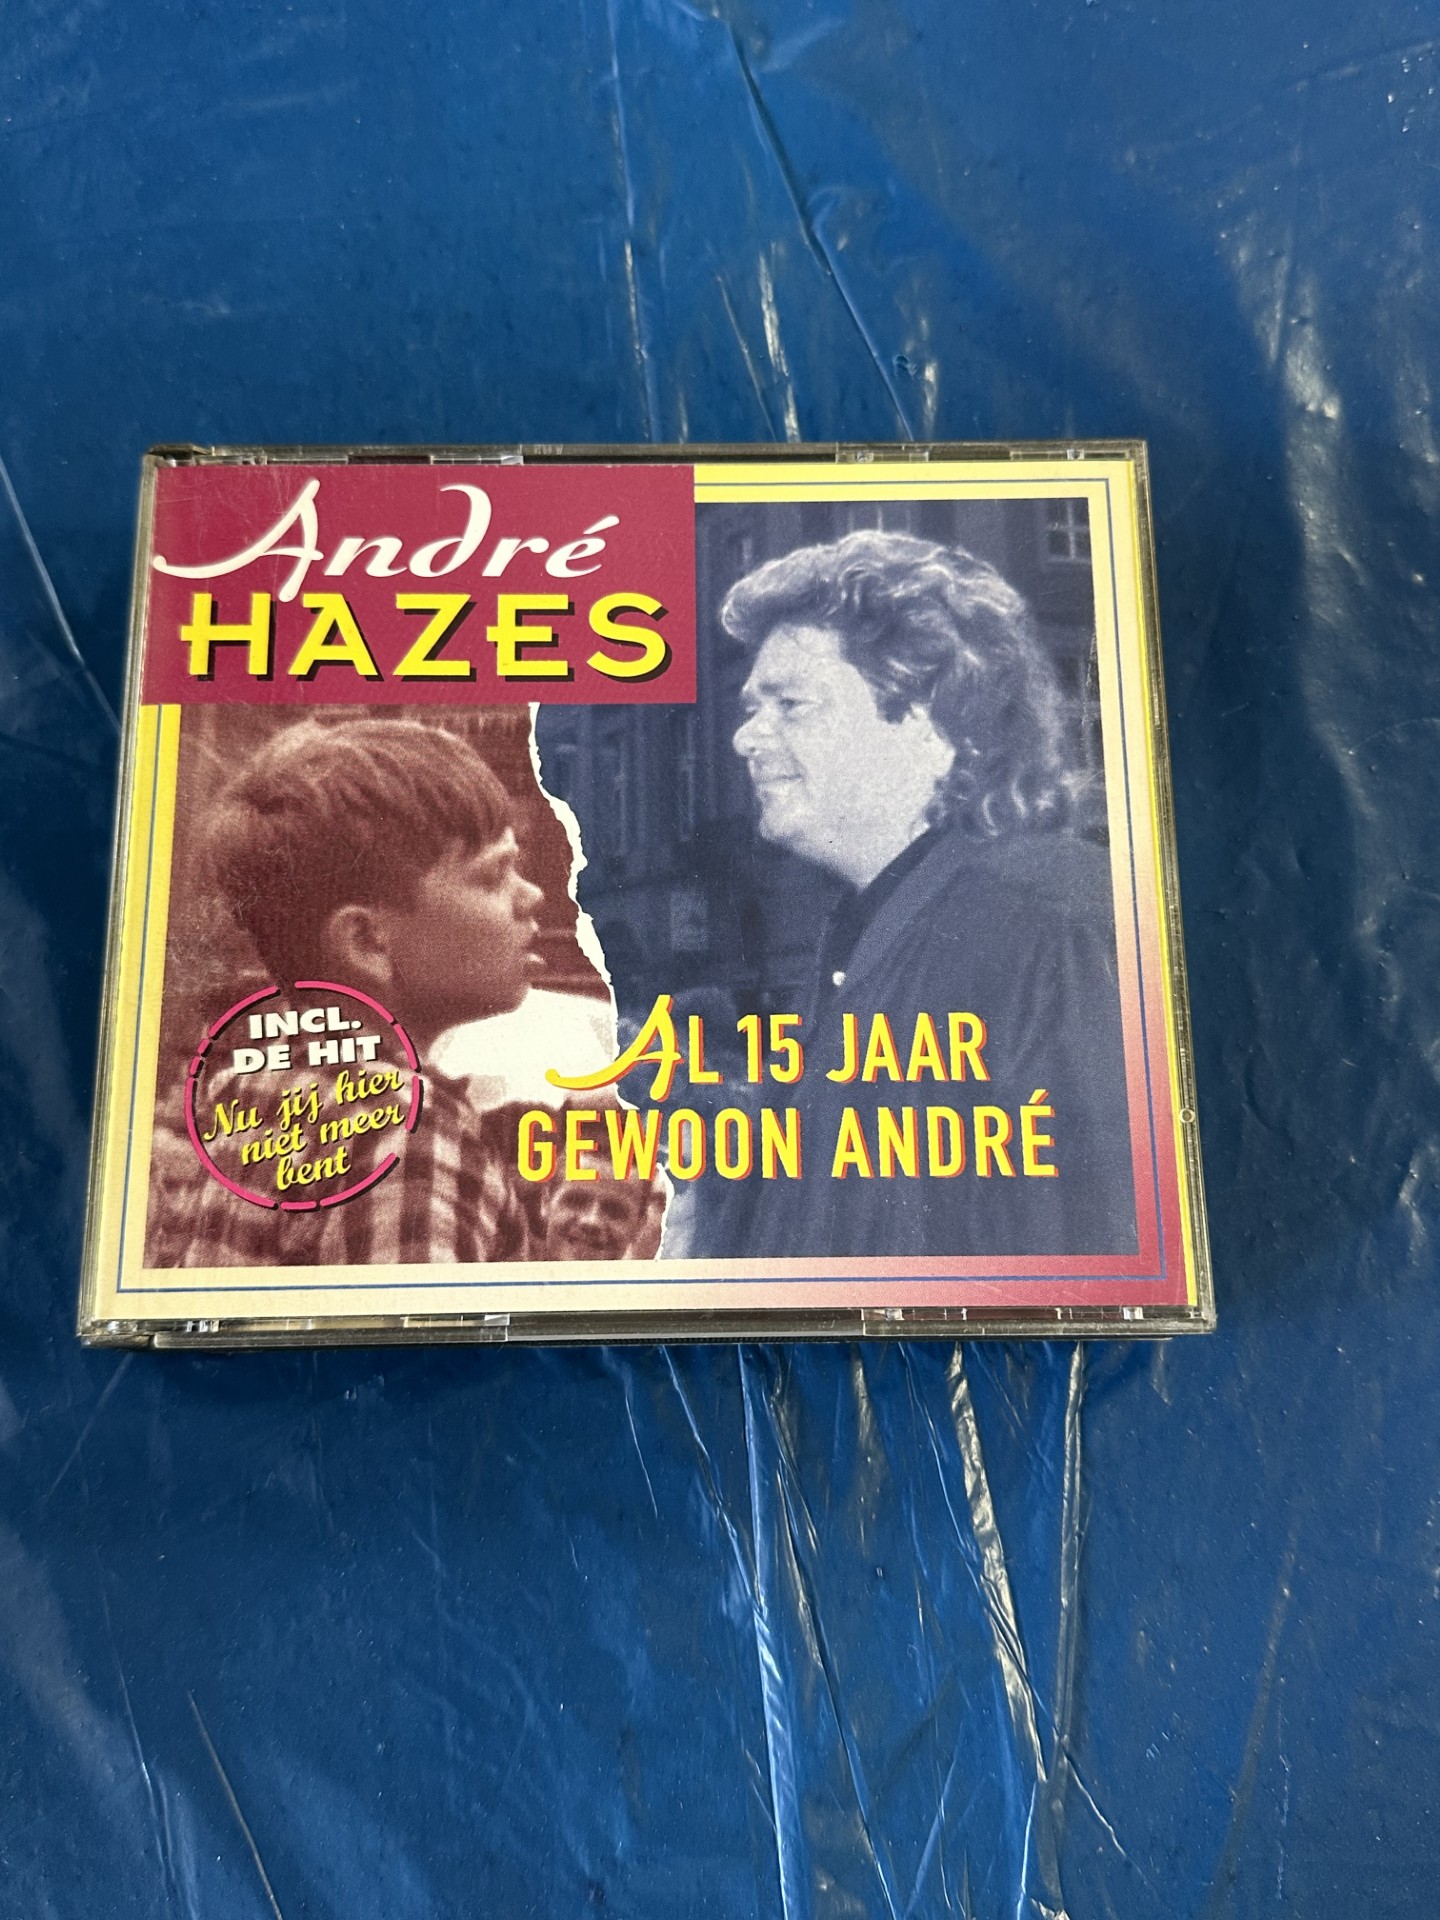 André
HAZES
INCL.
DE HIT
Nu jij hier
niet meer
bent
AL 15 JAAR
GEWOON ANDRÉ